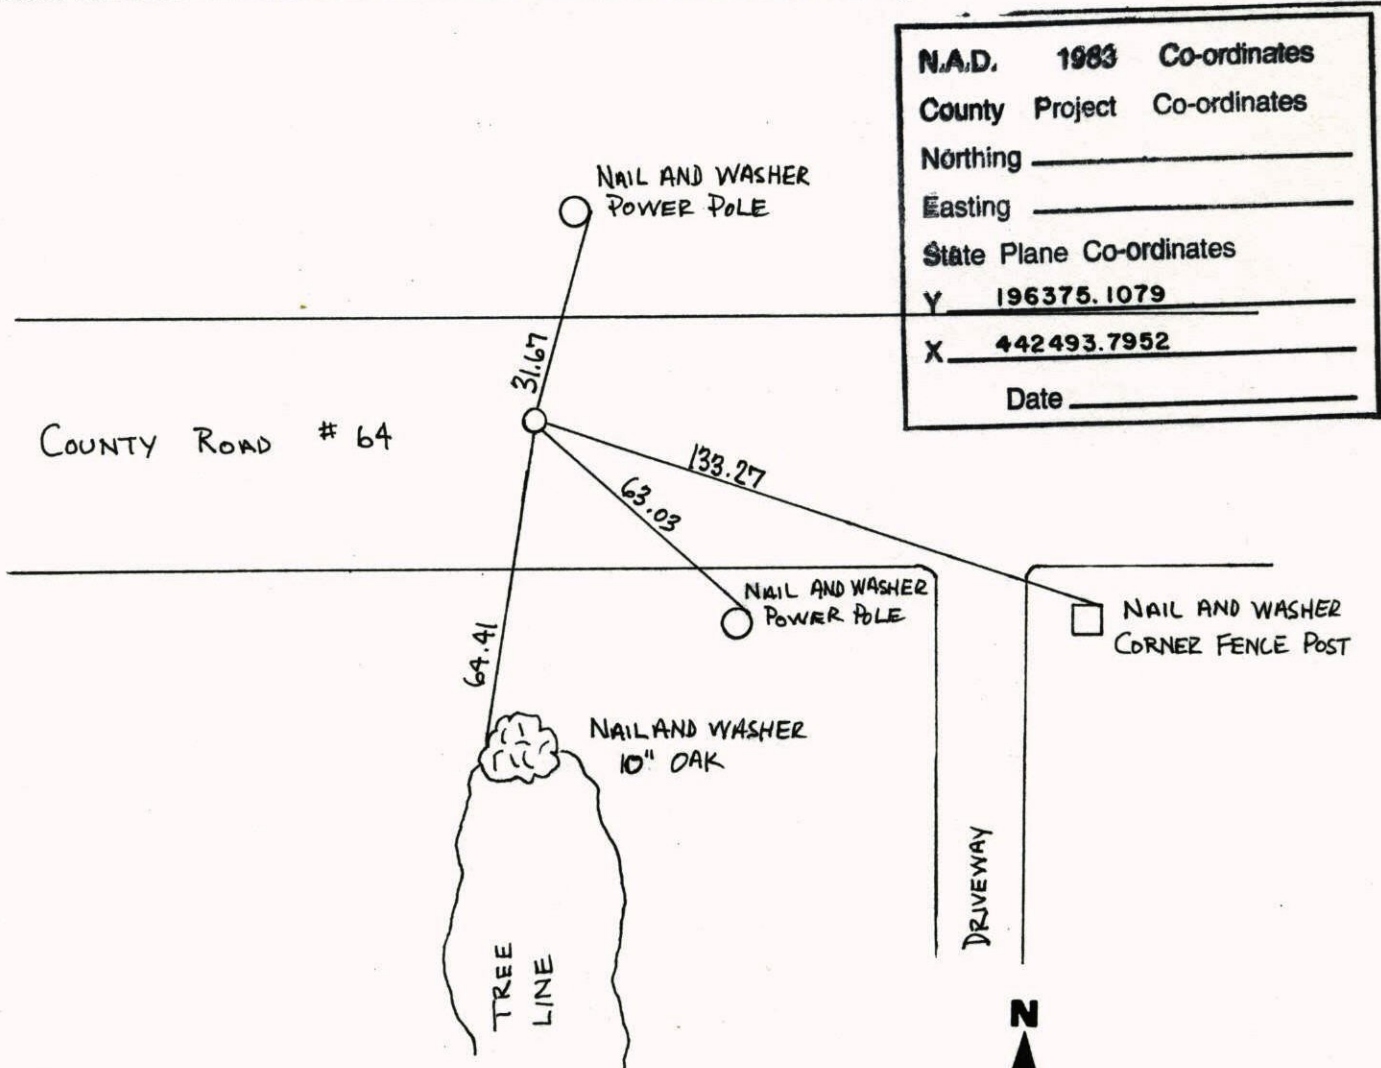 N.A.D. 1983 Co-ordinates
County Project Co-ordinates
Northing
Easting
State Plane Co-ordinates
Y 196375.1079
X 442493.7952
Date
NAIL AND WASHER
POWER POLE
31.67
COUNTY ROAD # 64
133.27
63.03
64.41
NAIL AND WASHER
POWER POLE
NAIL AND WASHER
CORNER FENCE POST
NAIL AND WASHER
10" OAK
DRIVEWAY
TREE
LINE
N